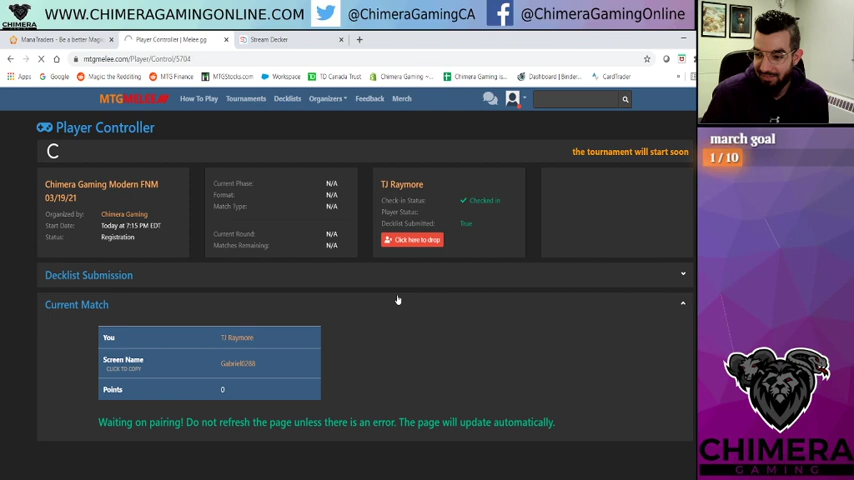 WWW.CHIMERAGAMINGONLINE.COM @ChimeraGamingCA @ChimeraGamingOnline
CHIMERA
ManaTraders - Be a better Magic Player Controller | Melee.gg Stream Decker
mtgmelee.com/Player/Control/5704
Apps Google Magic the Redditing MTG Finance MTGStocks.com Workspace TD Canada Trust Chimera Gaming Chimera Gaming is... Dashboard | Binder... CardTrader
MTGMELEE How To Play Tournaments Decklists Organizers Feedback Merch
Player Controller
the tournament will start soon
Chimera Gaming Modern FNM
03/19/21
Organized by: Chimera Gaming
Start Date: Today at 7:15 PM EDT
Status: Registration
Current Phase: N/A
Format: N/A
Match Type: N/A
Current Round: N/A
Matches Remaining: N/A
TJ Raymore
Check-in Status: Checked in
Player Status:
Decklist Submitted: True
Click here to drop
Decklist Submission
Current Match
You TJ Raymore
Screen Name Gabriel0288
CLICK TO COPY
Points 0
Waiting on pairing! Do not refresh the page unless there is an error. The page will update automatically.
march goal
1 / 10
CHIMERA
GAMING